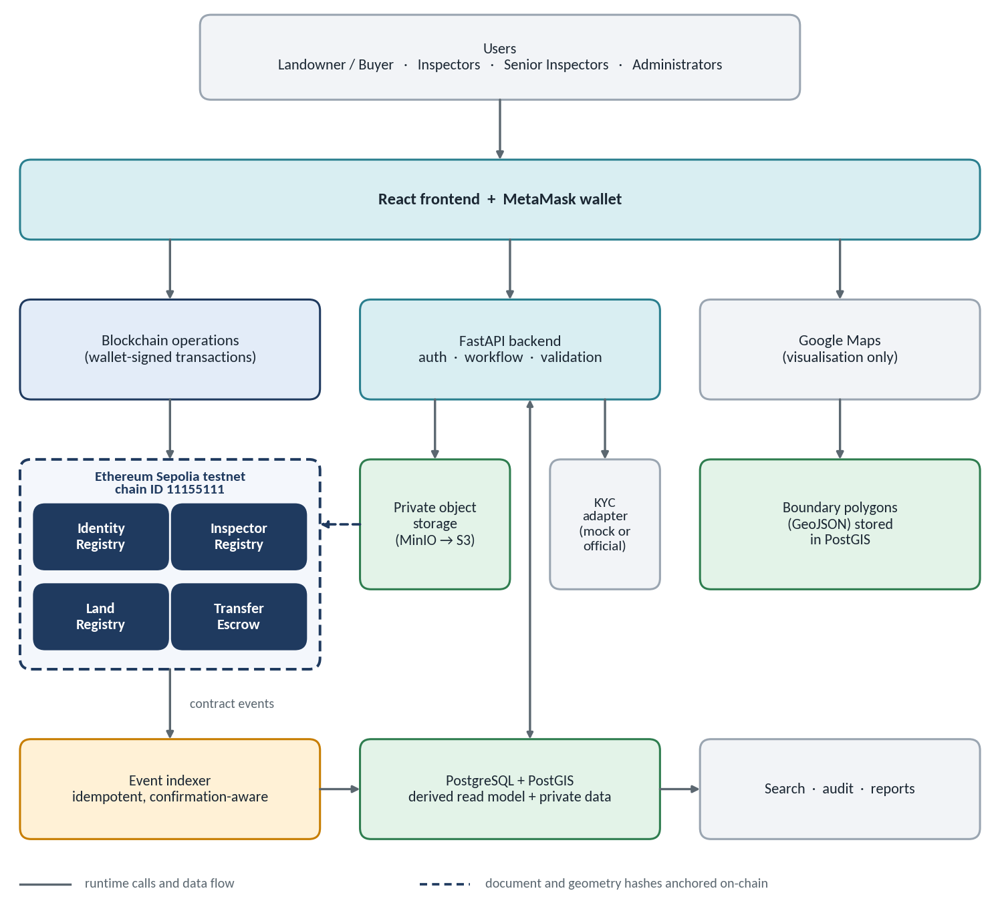 Users
Landowner / Buyer · Inspectors · Senior Inspectors · Administrators
React frontend + MetaMask wallet
Blockchain operations
(wallet-signed transactions)
FastAPI backend
auth · workflow · validation
Google Maps
(visualisation only)
Ethereum Sepolia testnet
chain ID 11155111
Identity
Registry
Inspector
Registry
Land
Registry
Transfer
Escrow
Private object
storage
(MinIO → S3)
KYC
adapter
(mock or
official)
Boundary polygons
(GeoJSON) stored
in PostGIS
contract events
Event indexer
idempotent, confirmation-aware
PostgreSQL + PostGIS
derived read model + private data
Search · audit · reports
runtime calls and data flow
document and geometry hashes anchored on-chain